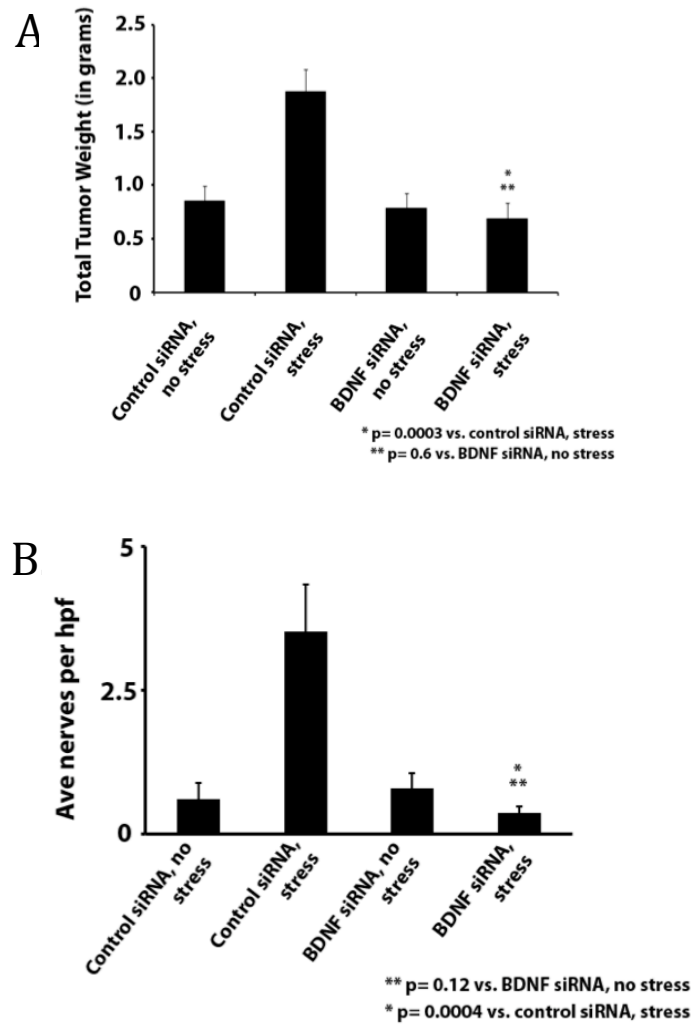 A
Total Tumor Weight (in grams)
2.5
2.0
1.5
1.0
0.5
0
*
**
Control siRNA,
no stress
Control siRNA,
stress
BDNF siRNA,
no stress
BDNF siRNA,
stress
* p= 0.0003 vs. control siRNA, stress
** p= 0.6 vs. BDNF siRNA, no stress
B
Ave nerves per hpf
5
2.5
0
*
**
Control siRNA, no
stress
Control siRNA,
stress
BDNF siRNA, no
stress
BDNF siRNA,
stress
** p= 0.12 vs. BDNF siRNA, no stress
* p= 0.0004 vs. control siRNA, stress